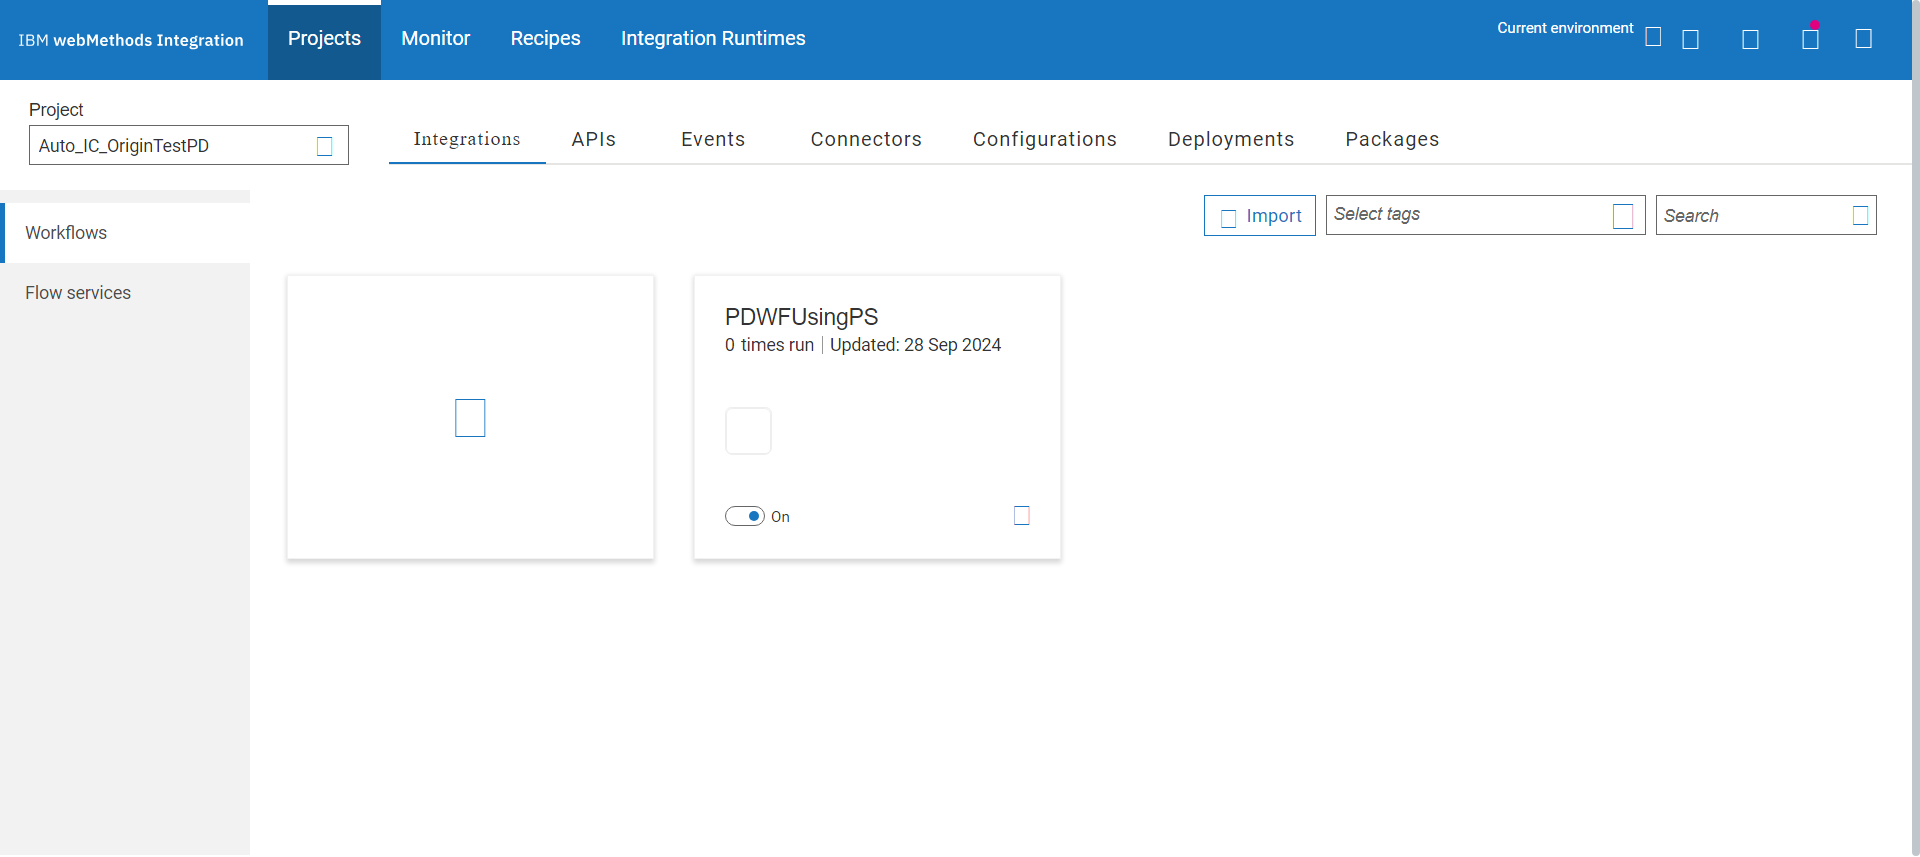 IBM webMethods Integration
Projects
Monitor
Recipes
Integration Runtimes
Current environment
Project
Auto_IC_OriginTestPD
Integrations
APIs
Events
Connectors
Configurations
Deployments
Packages
Workflows
Flow services
Import
Select tags
Search
PDWFUsingPS
0 times run
Updated: 28 Sep 2024
On